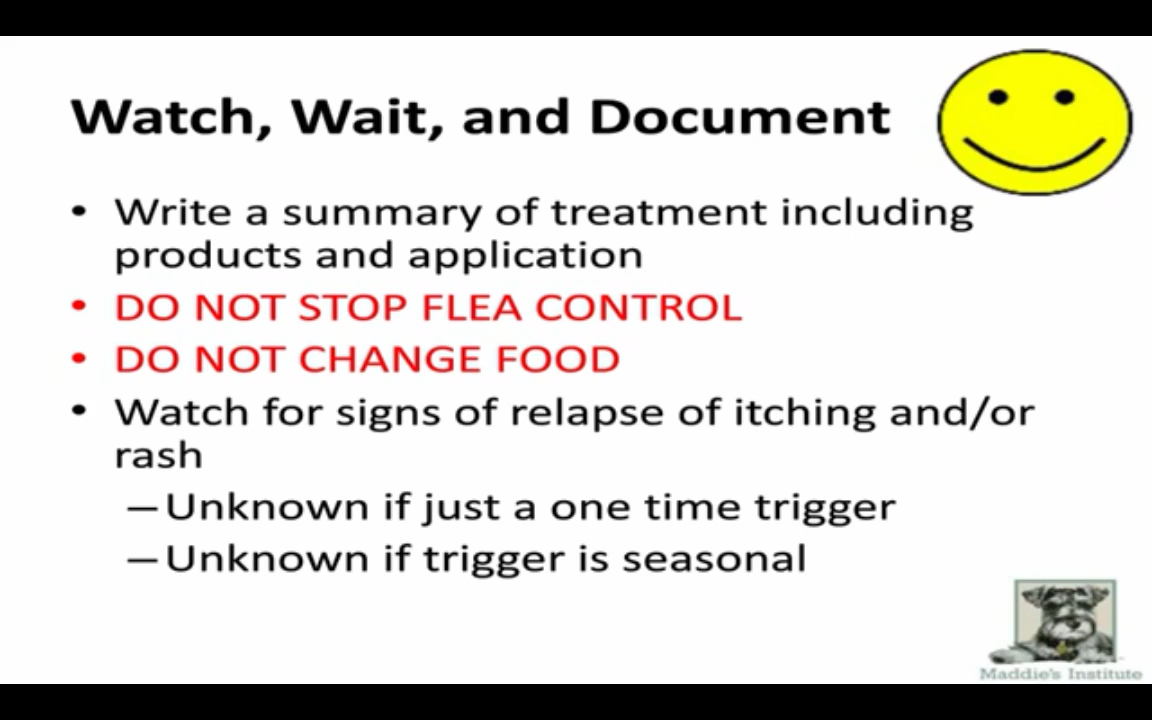 Watch, Wait, and Document
• Write a summary of treatment including
products and application
• DO NOT STOP FLEA CONTROL
• DO NOT CHANGE FOOD
• Watch for signs of relapse of itching and/or
rash
– Unknown if just a one time trigger
– Unknown if trigger is seasonal
Maddie's Institute